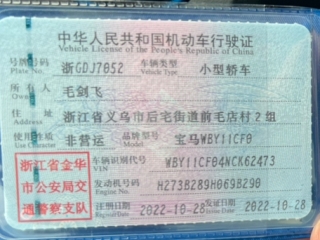 中华人民共和国机动车行驶证
Vehicle License of the People's Republic of China
号牌号码 浙GDJ7052 车辆类型 小型轿车
Plate No. Vehicle Type
所有人 毛剑飞
Owner
住址 浙江省义乌市后宅街道前毛店村2组
Address
使用性质 非营运 品牌型号 宝马WBY11CF0
Use Character
浙江省金华市公安局交通警察支队
车辆识别代号 WBY11CF04NCK62473
VIN
发动机号码 H273B289H069B290
Engine No.
注册日期 2022-10-28 发证日期 2022-10-28
Register Date Issue Date